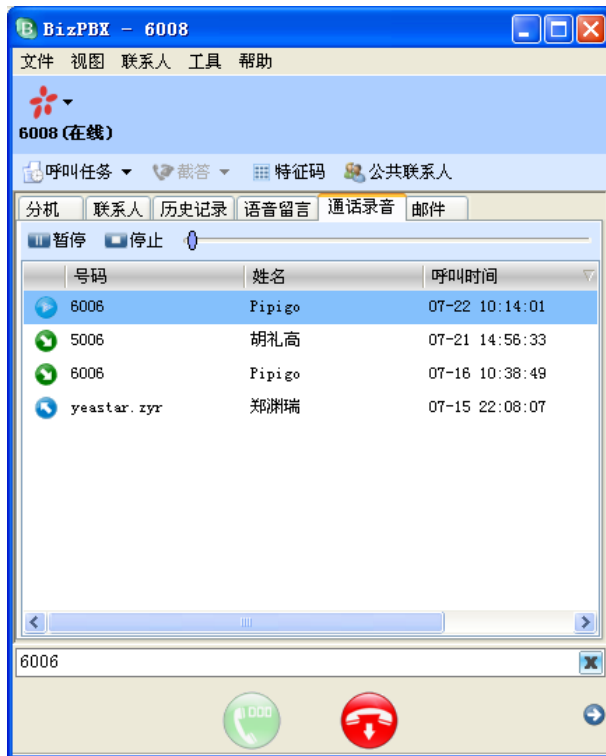 BizPBX - 6008
文件 视图 联系人 工具 帮助
6008(在线)
呼叫任务 截答 特征码 公共联系人
分机 联系人 历史记录 语音留言 通话录音 邮件
暂停 停止
号码 姓名 呼叫时间
6006 Pipigo 07-22 10:14:01
5006 胡礼高 07-21 14:56:33
6006 Pipigo 07-16 10:38:49
yeastar.zyr 郑渊瑞 07-15 22:08:07
6006